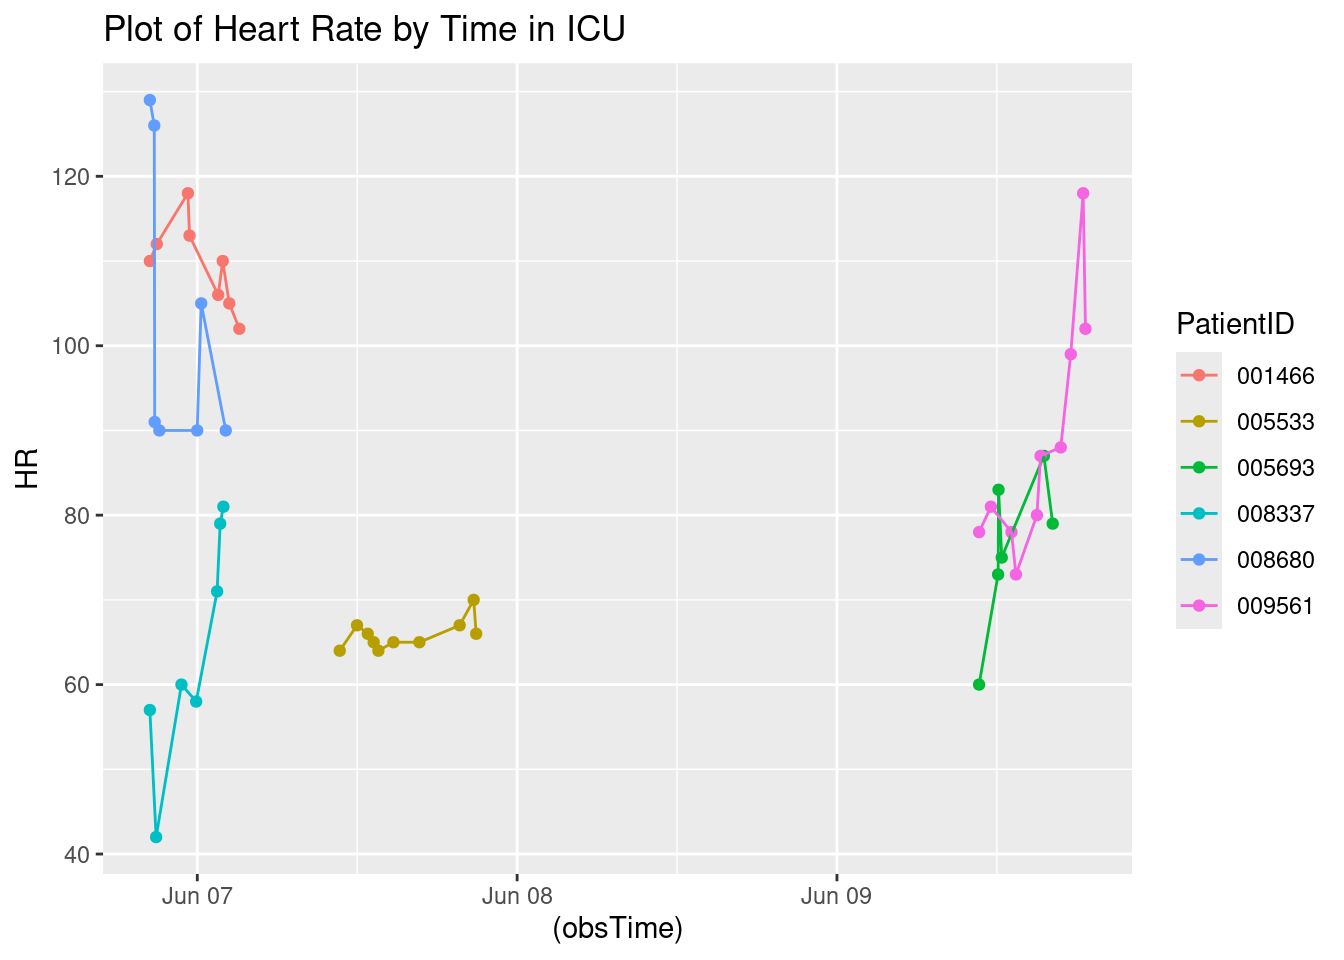 Plot of Heart Rate by Time in ICU
HR
120
100
80
60
40
Jun 07
Jun 08
Jun 09
(obsTime)
PatientID
001466
005533
005693
008337
008680
009561